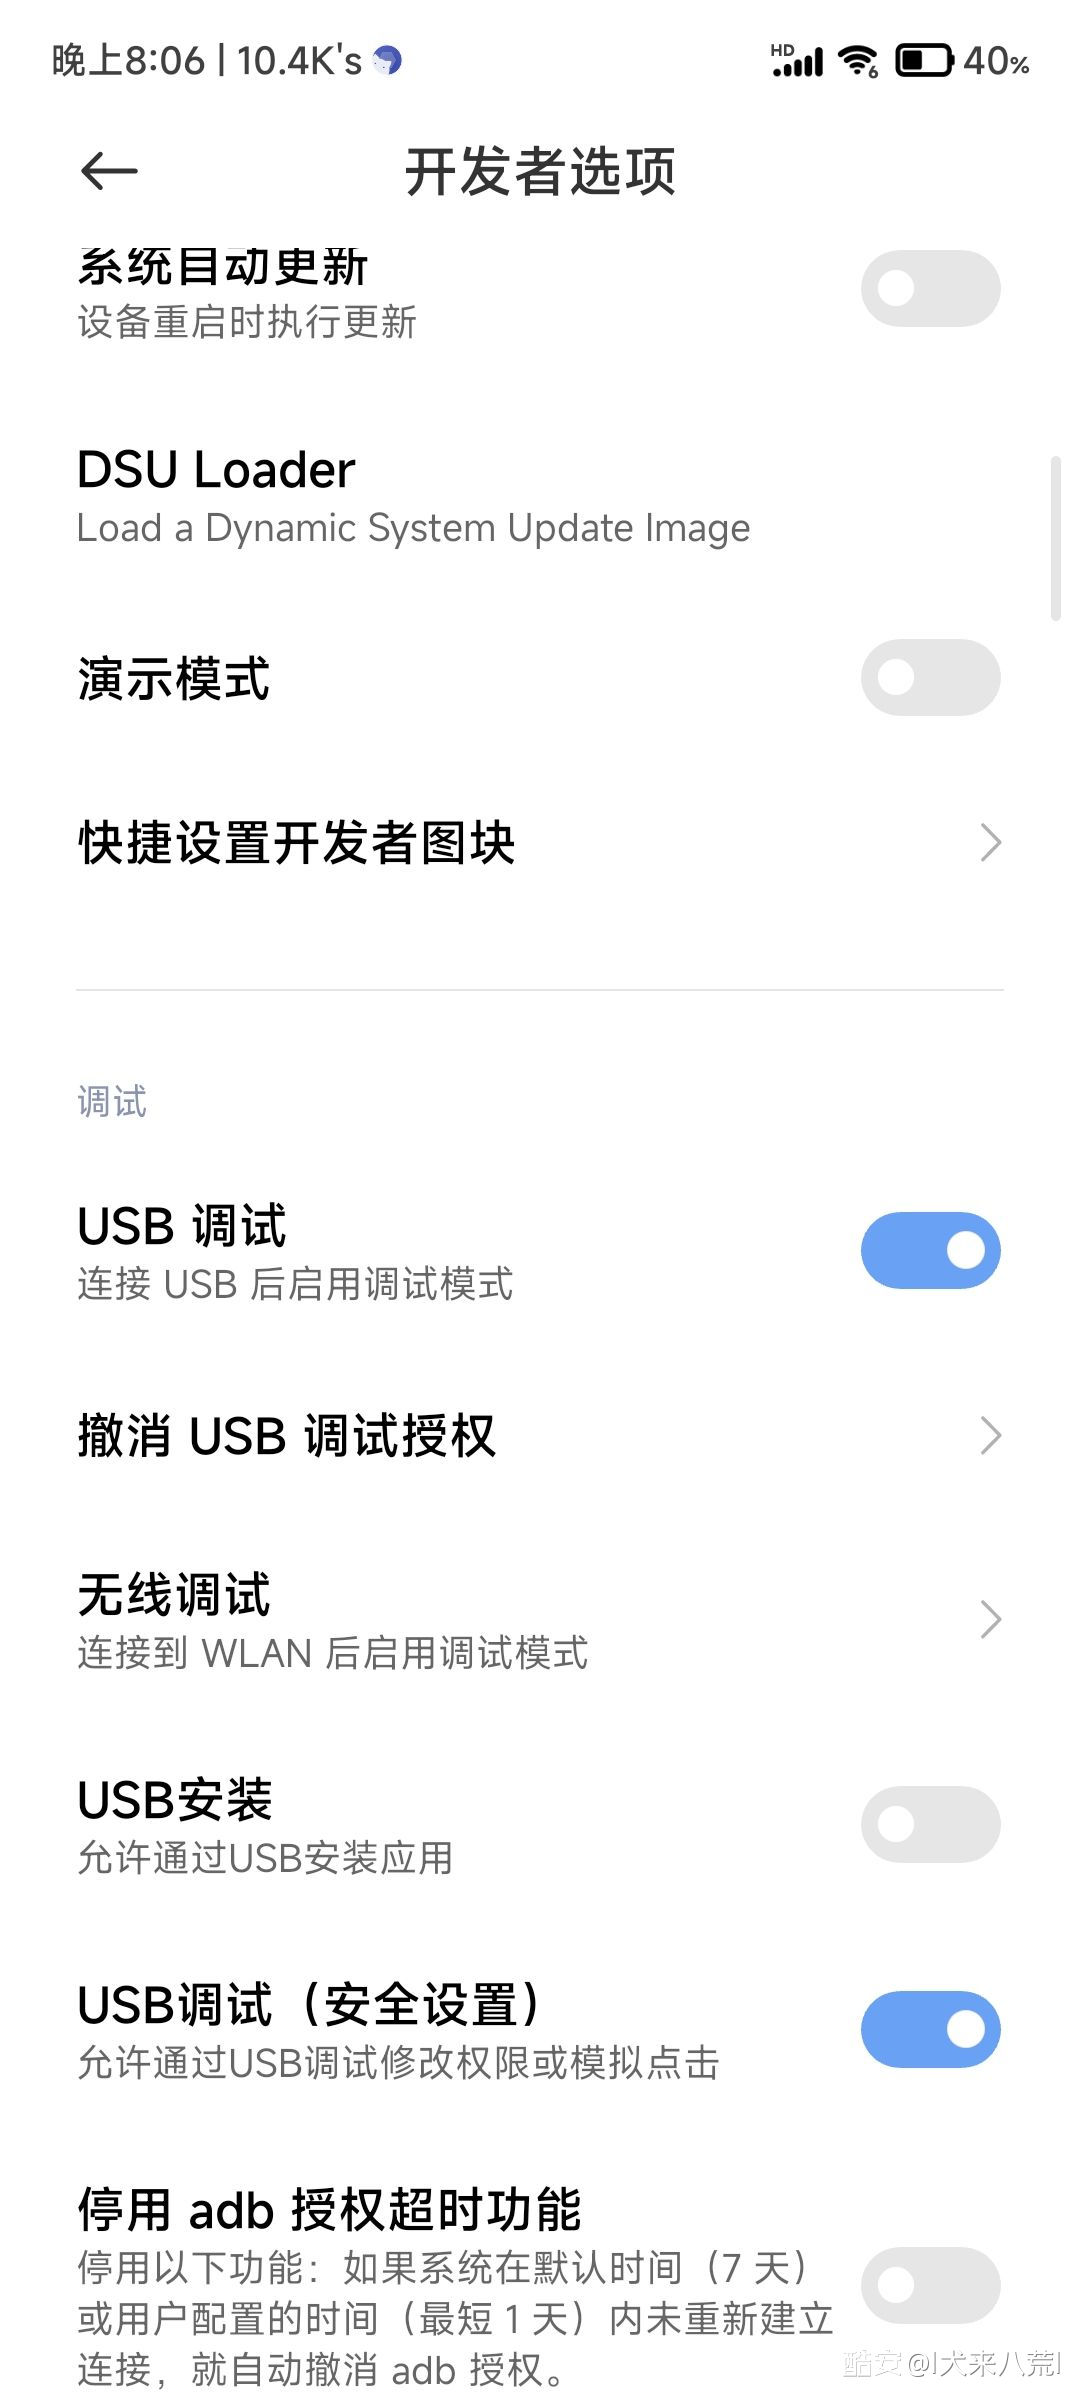 晚上8:06 | 10.4K's
HD 6 40%
开发者选项
系统自动更新
设备重启时执行更新
DSU Loader
Load a Dynamic System Update Image
演示模式
快捷设置开发者图块
调试
USB 调试
连接 USB 后启用调试模式
撤消 USB 调试授权
无线调试
连接到 WLAN 后启用调试模式
USB安装
允许通过USB安装应用
USB调试（安全设置）
允许通过USB调试修改权限或模拟点击
停用 adb 授权超时功能
停用以下功能：如果系统在默认时间（7 天）
或用户配置的时间（最短 1 天）内未重新建立
连接，就自动撤消 adb 授权。
酷安@I犬来八荒I